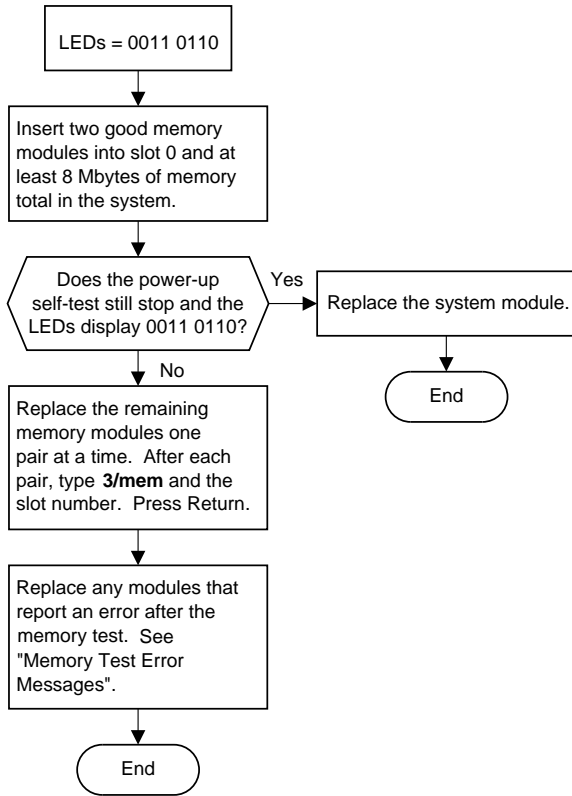 LEDs = 0011 0110
Insert two good memory
modules into slot 0 and at
least 8 Mbytes of memory
total in the system.
Does the power-up
self-test still stop and the
LEDs display 0011 0110?
Yes
Replace the system module.
End
No
Replace the remaining
memory modules one
pair at a time. After each
pair, type 3/mem and the
slot number. Press Return.
Replace any modules that
report an error after the
memory test. See
"Memory Test Error
Messages".
End